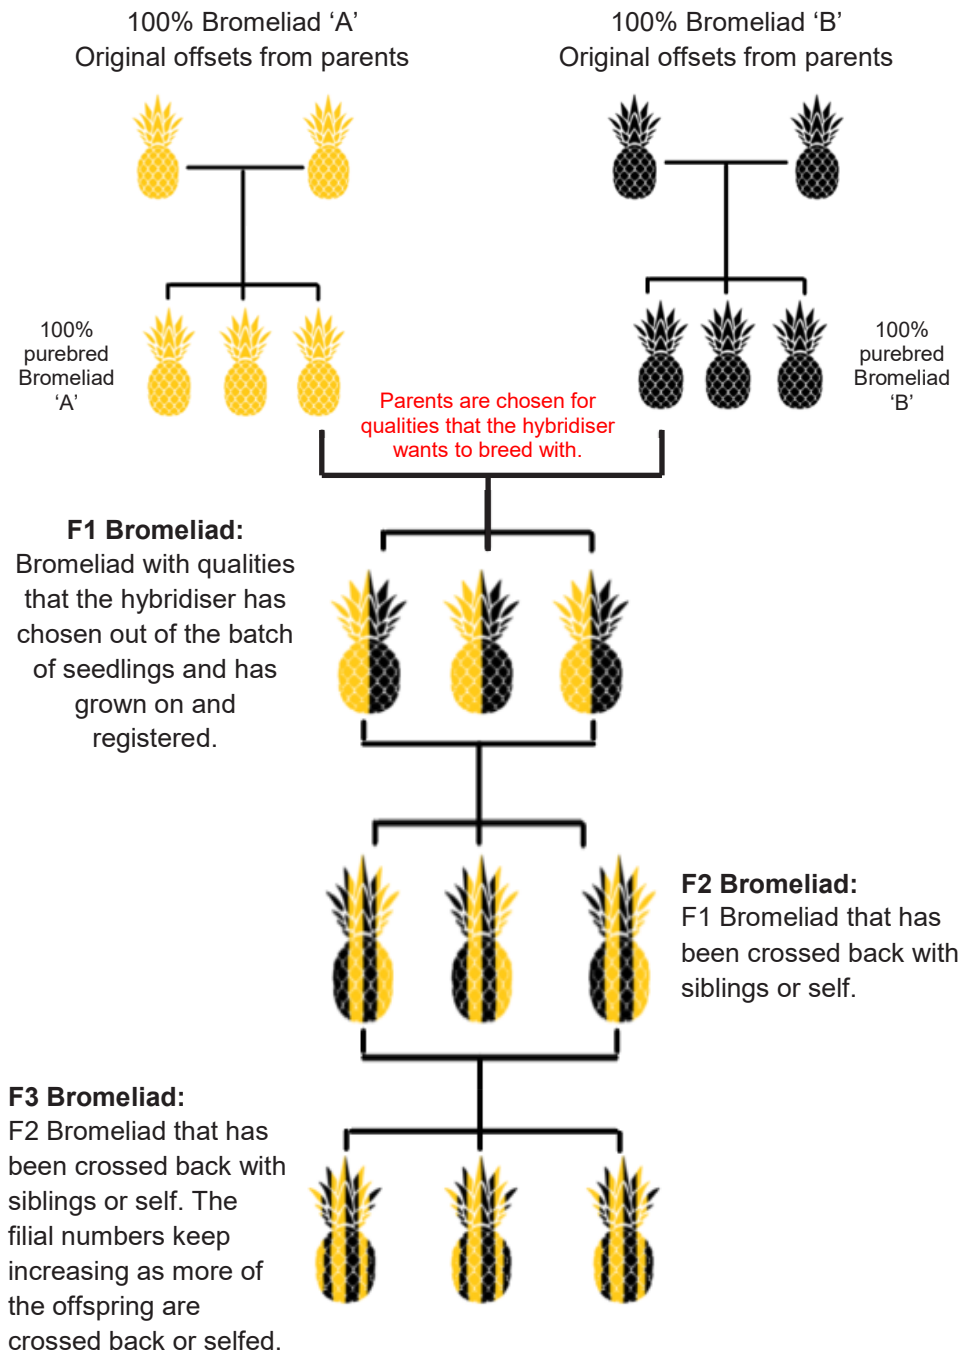 100% Bromeliad ‘A’
Original offsets from parents
100% Bromeliad ‘B’
Original offsets from parents
100%
purebred
Bromeliad
‘A’
100%
purebred
Bromeliad
‘B’
Parents are chosen for
qualities that the hybridiser
wants to breed with.
F1 Bromeliad:
Bromeliad with qualities
that the hybridiser has
chosen out of the batch
of seedlings and has
grown on and
registered.
F2 Bromeliad:
F1 Bromeliad that has
been crossed back with
siblings or self.
F3 Bromeliad:
F2 Bromeliad that has
been crossed back with
siblings or self. The
filial numbers keep
increasing as more of
the offspring are
crossed back or selfed.